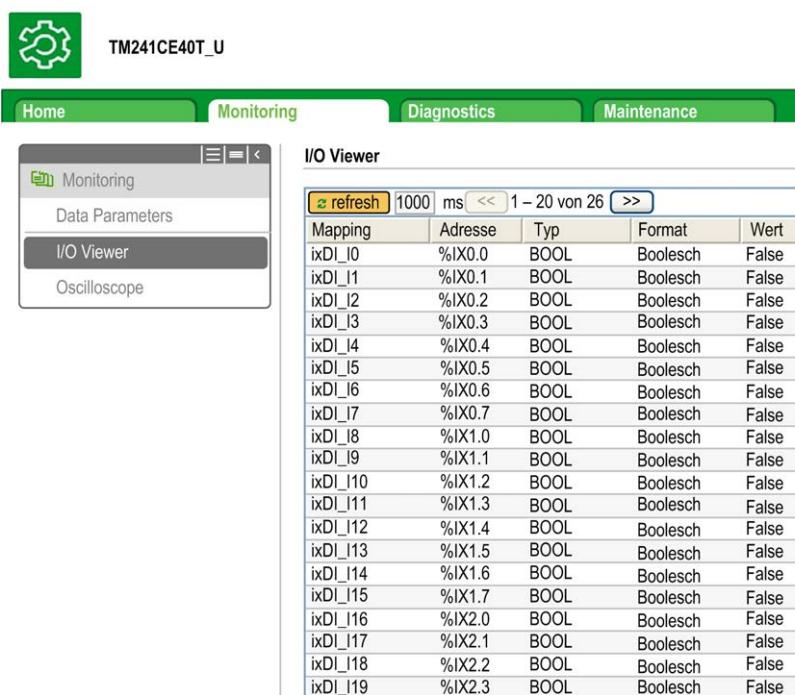 TM241CE40T_U
Home Monitoring Diagnostics Maintenance
Monitoring
Data Parameters
I/O Viewer
Oscilloscope
I/O Viewer
refresh 1000 ms << 1 – 20 von 26 >>
Mapping Adresse Typ Format Wert
ixDI_I0 %IX0.0 BOOL Boolesch False
ixDI_I1 %IX0.1 BOOL Boolesch False
ixDI_I2 %IX0.2 BOOL Boolesch False
ixDI_I3 %IX0.3 BOOL Boolesch False
ixDI_I4 %IX0.4 BOOL Boolesch False
ixDI_I5 %IX0.5 BOOL Boolesch False
ixDI_I6 %IX0.6 BOOL Boolesch False
ixDI_I7 %IX0.7 BOOL Boolesch False
ixDI_I8 %IX1.0 BOOL Boolesch False
ixDI_I9 %IX1.1 BOOL Boolesch False
ixDI_I10 %IX1.2 BOOL Boolesch False
ixDI_I11 %IX1.3 BOOL Boolesch False
ixDI_I12 %IX1.4 BOOL Boolesch False
ixDI_I13 %IX1.5 BOOL Boolesch False
ixDI_I14 %IX1.6 BOOL Boolesch False
ixDI_I15 %IX1.7 BOOL Boolesch False
ixDI_I16 %IX2.0 BOOL Boolesch False
ixDI_I17 %IX2.1 BOOL Boolesch False
ixDI_I18 %IX2.2 BOOL Boolesch False
ixDI_I19 %IX2.3 BOOL Boolesch False